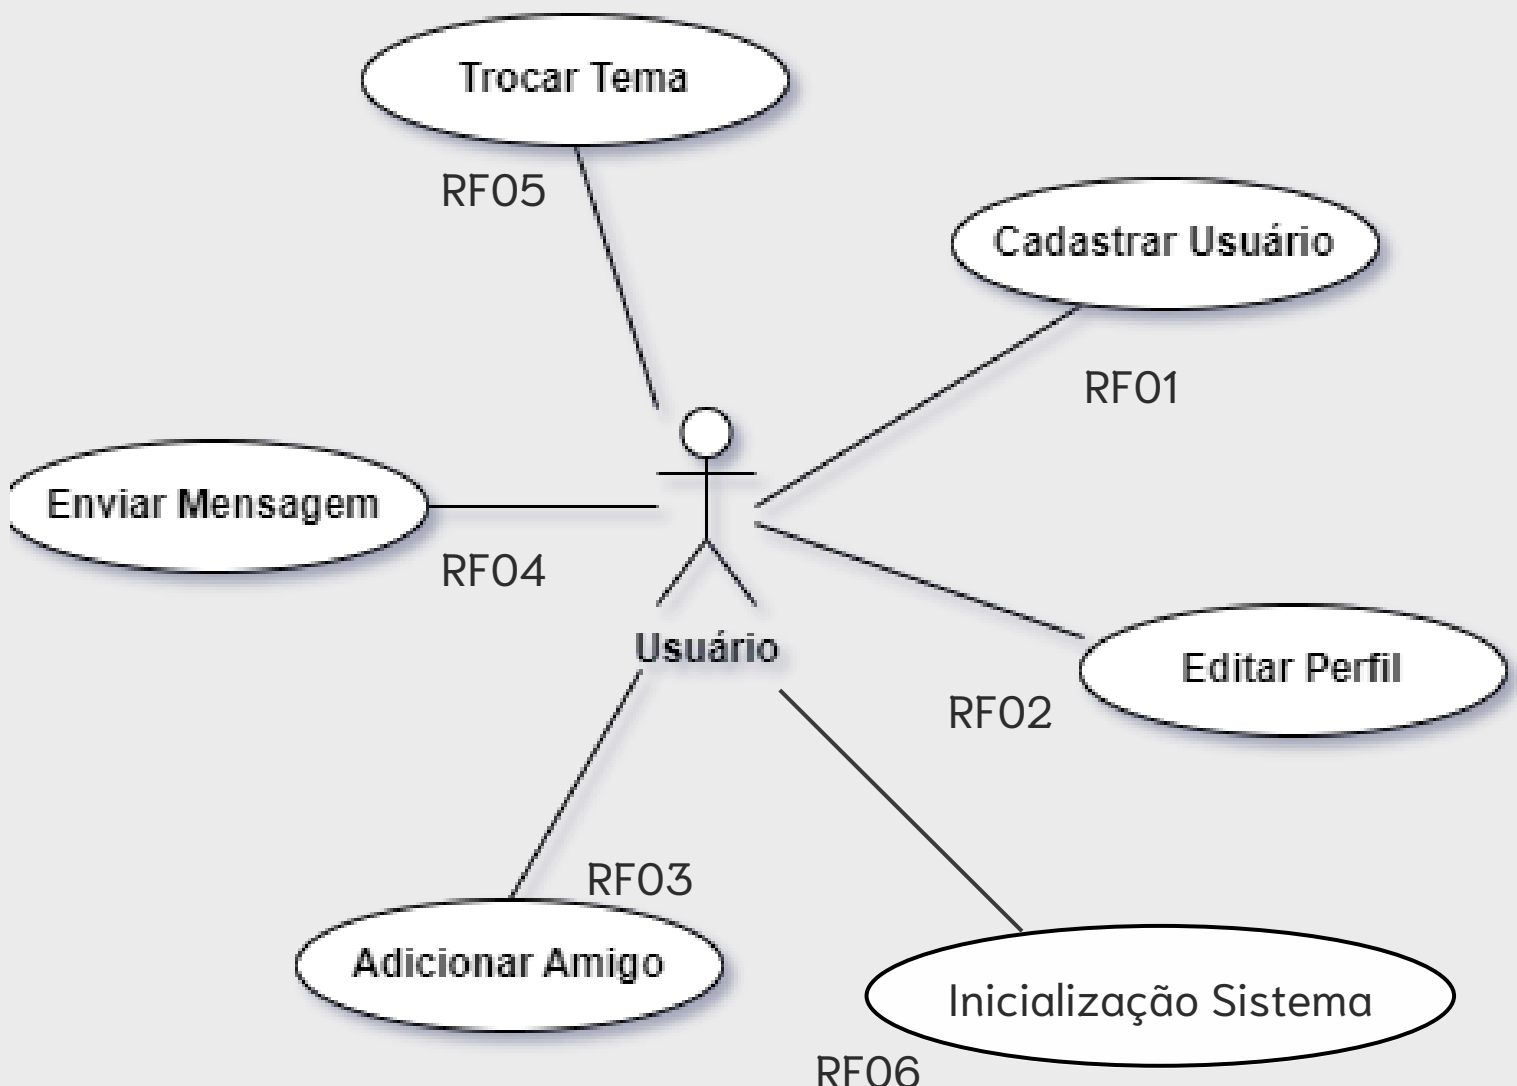 Trocar Tema
RF05
Cadastrar Usuário
RF01
Enviar Mensagem
RF04
Usuário
Editar Perfil
RF02
RF03
Adicionar Amigo
Inicialização Sistema
RF06